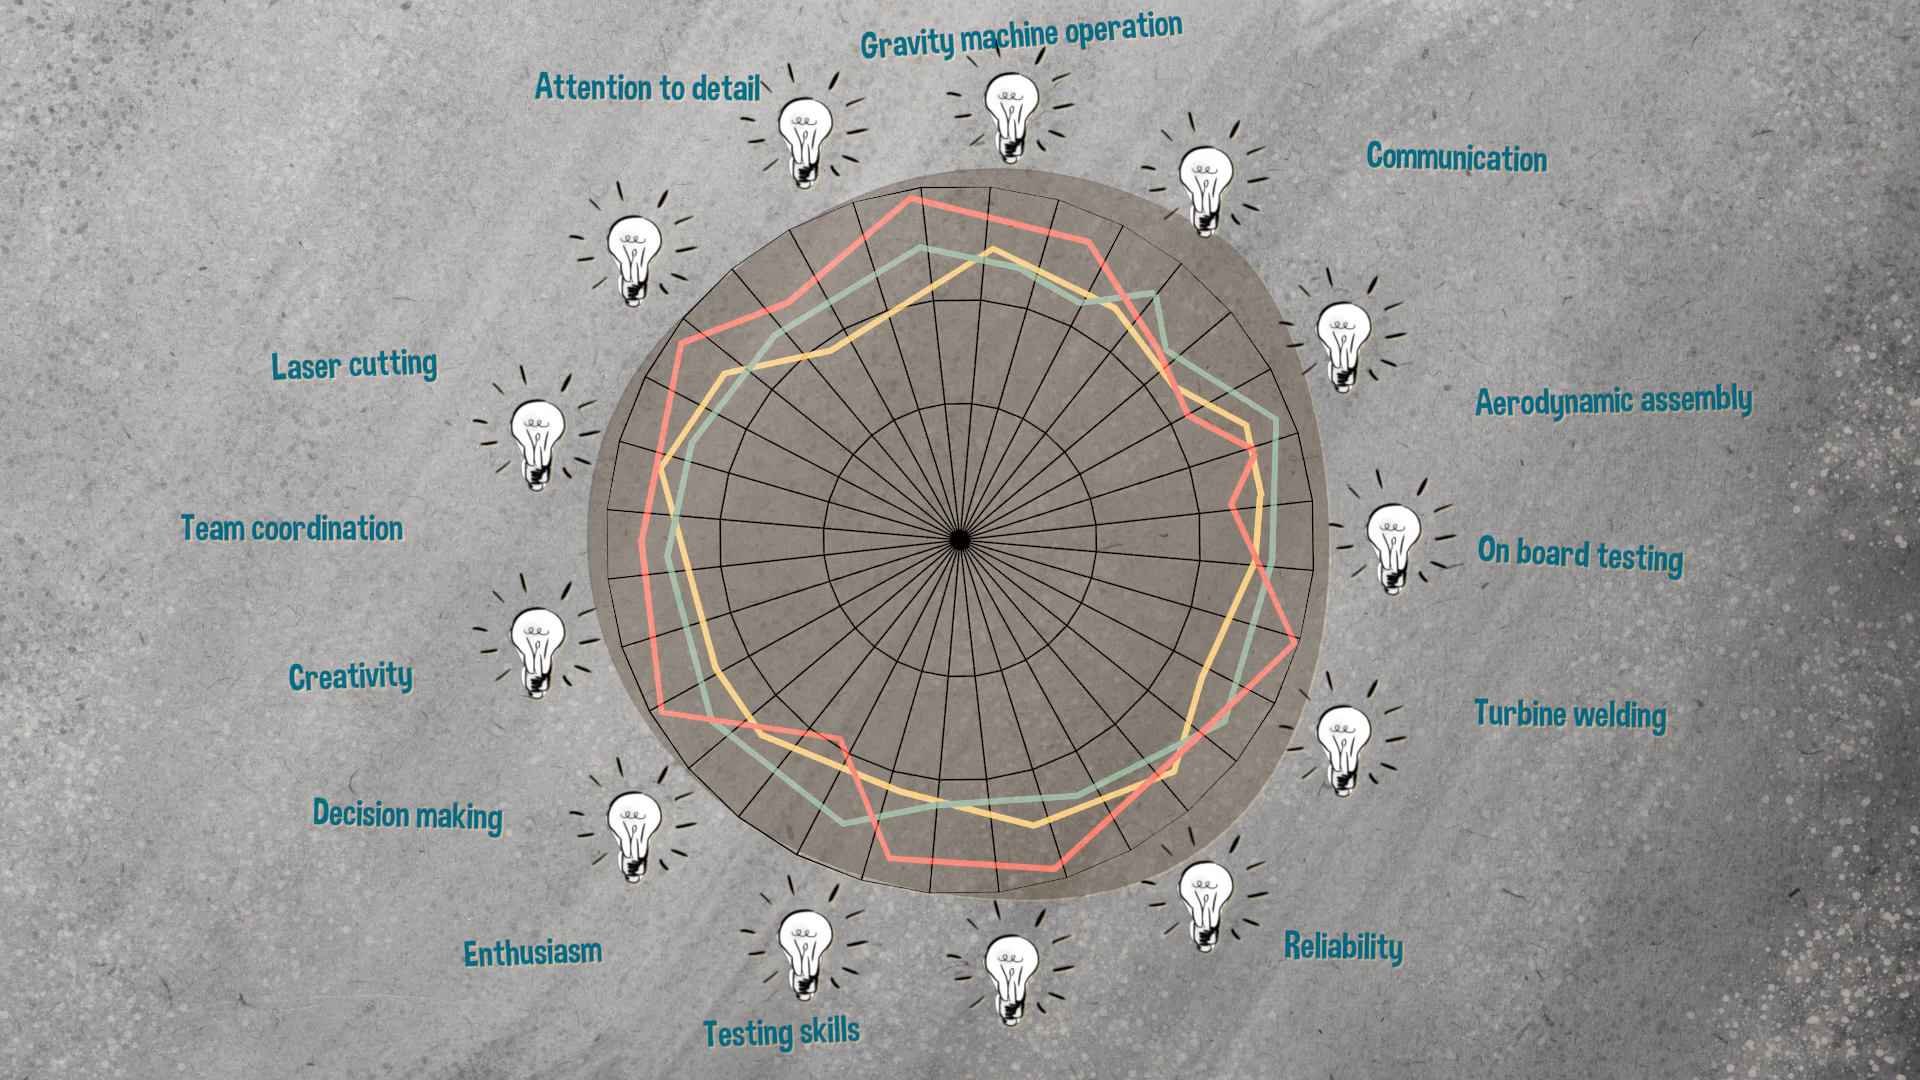 Gravity machine operation
Attention to detail
Communication
Laser cutting
Aerodynamic assembly
Team coordination
On board testing
Creativity
Turbine welding
Decision making
Enthusiasm
Reliability
Testing skills